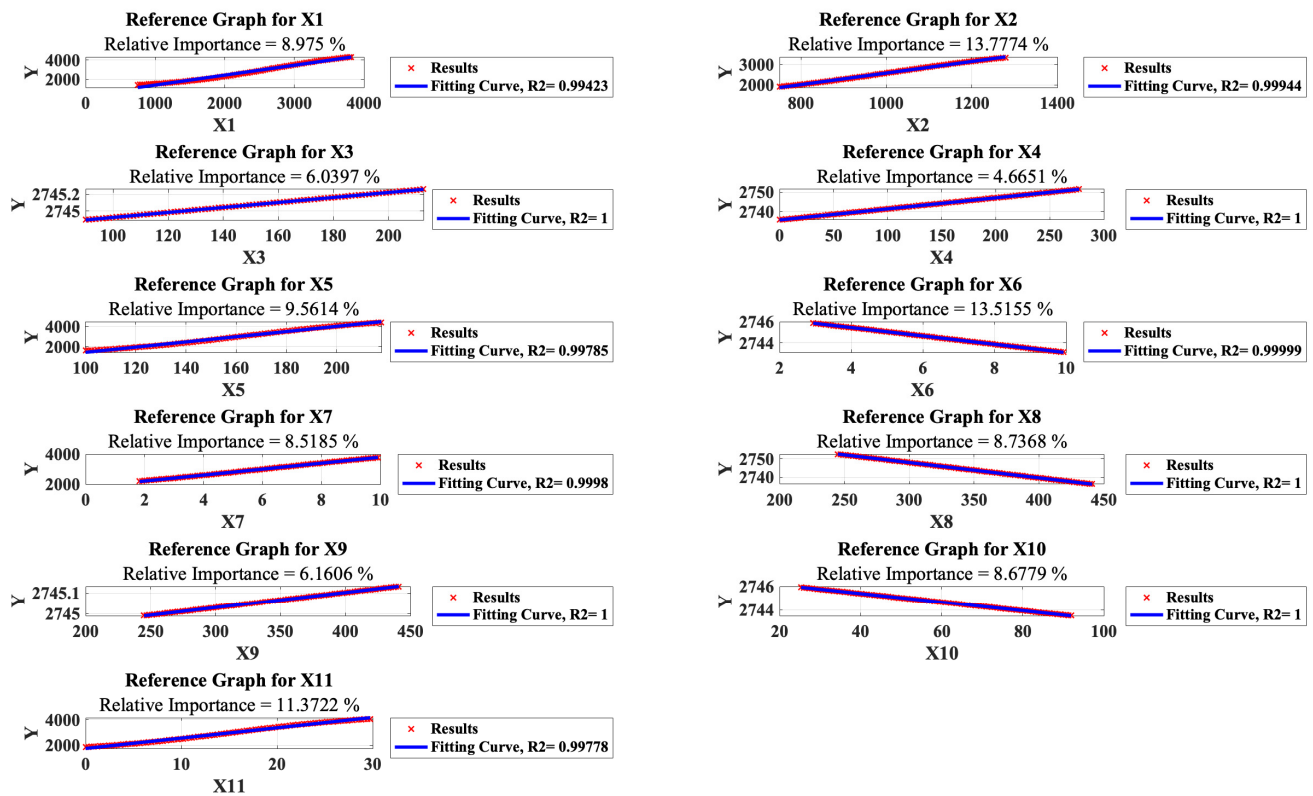 Reference Graph for X1
Relative Importance = 8.975 %
Y
4000
2000
0 1000 2000 3000 4000
X1
Results
Fitting Curve, R2= 0.99423
Reference Graph for X2
Relative Importance = 13.7774 %
Y
3000
2000
800 1000 1200 1400
X2
Results
Fitting Curve, R2= 0.99944
Reference Graph for X3
Relative Importance = 6.0397 %
Y
2745.2
2745
100 120 140 160 180 200
X3
Results
Fitting Curve, R2= 1
Reference Graph for X4
Relative Importance = 4.6651 %
Y
2750
2740
0 50 100 150 200 250 300
X4
Results
Fitting Curve, R2= 1
Reference Graph for X5
Relative Importance = 9.5614 %
Y
4000
2000
100 120 140 160 180 200
X5
Results
Fitting Curve, R2= 0.99785
Reference Graph for X6
Relative Importance = 13.5155 %
Y
2746
2744
2 4 6 8 10
X6
Results
Fitting Curve, R2= 0.99999
Reference Graph for X7
Relative Importance = 8.5185 %
Y
4000
2000
0 2 4 6 8 10
X7
Results
Fitting Curve, R2= 0.9998
Reference Graph for X8
Relative Importance = 8.7368 %
Y
2750
2740
200 250 300 350 400 450
X8
Results
Fitting Curve, R2= 1
Reference Graph for X9
Relative Importance = 6.1606 %
Y
2745.1
2745
200 250 300 350 400 450
X9
Results
Fitting Curve, R2= 1
Reference Graph for X10
Relative Importance = 8.6779 %
Y
2746
2744
20 40 60 80 100
X10
Results
Fitting Curve, R2= 1
Reference Graph for X11
Relative Importance = 11.3722 %
Y
4000
2000
0 10 20 30
X11
Results
Fitting Curve, R2= 0.99778